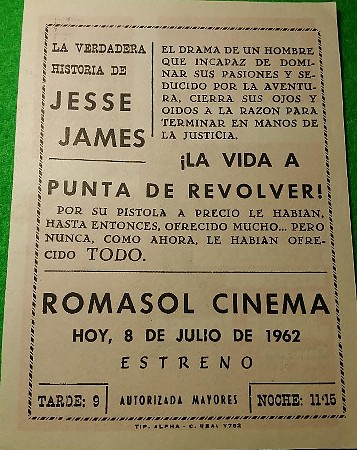 LA VERDADERA
HISTORIA DE
JESSE
JAMES
EL DRAMA DE UN HOMBRE
QUE INCAPAZ DE DOMI-
NAR SUS PASIONES Y SE-
DUCIDO POR LA AVENTU-
RA, CIERRA SUS OJOS Y
OIDOS A LA RAZON PARA
TERMINAR EN MANOS DE
LA JUSTICIA.
¡LA VIDA A
PUNTA DE REVOLVER!
POR SU PISTOLA A PRECIO LE HABIAN,
HASTA ENTONCES, OFRECIDO MUCHO... PERO
NUNCA, COMO AHORA, LE HABIAN OFRE-
CIDO TODO.
ROMASOL CINEMA
HOY, 8 DE JULIO DE 1962
ESTRENO
TARDE: 9
AUTORIZADA MAYORES
NOCHE: 11'15
TIP. ALPHA - C. REAL Y762